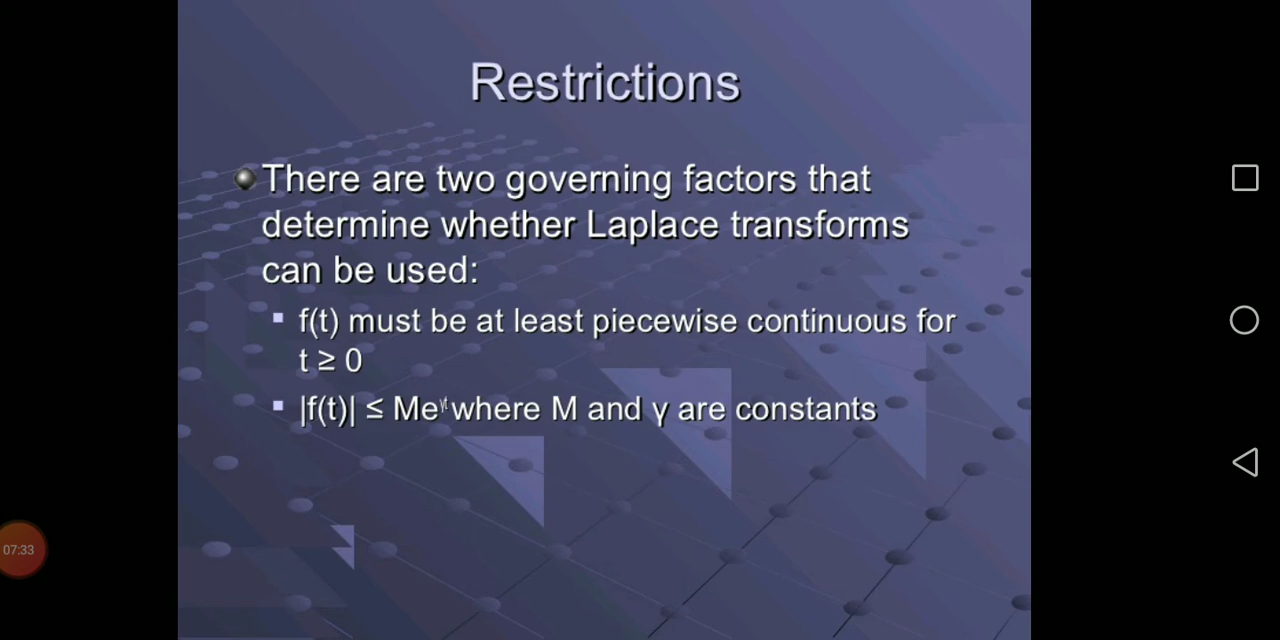 Restrictions
There are two governing factors that
determine whether Laplace transforms
can be used:
f(t) must be at least piecewise continuous for
t ≥ 0
|f(t)| ≤ Meγt where M and γ are constants
07:33